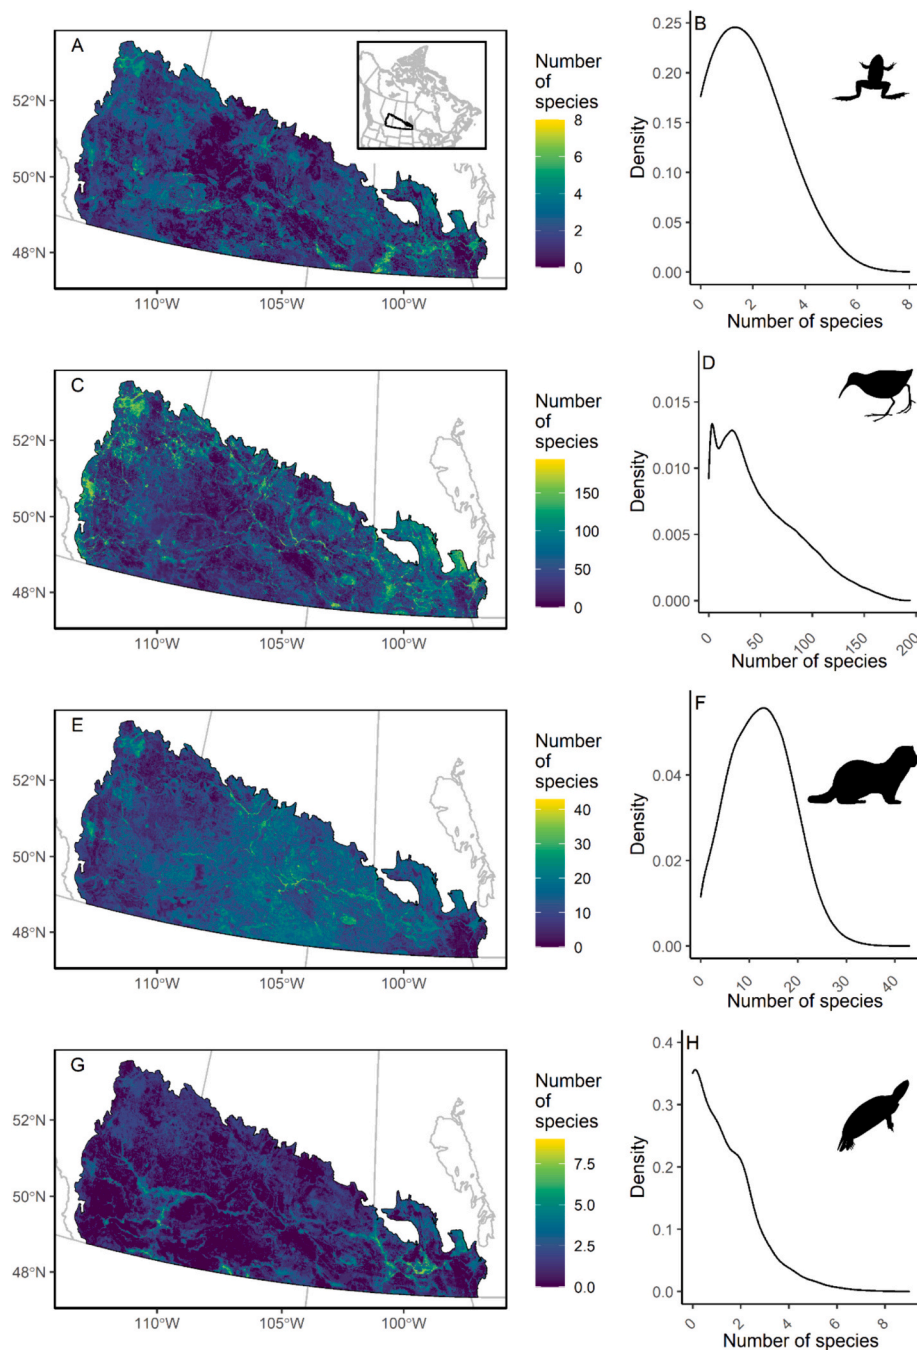 A
52°N
50°N
48°N
110°W
105°W
100°W
Number
of
species
8
6
4
2
0
B
0.25
0.20
0.15
0.10
0.05
0.00
Density
0
2
4
6
8
Number of species
C
52°N
50°N
48°N
110°W
105°W
100°W
Number
of
species
150
100
50
0
D
0.015
0.010
0.005
0.000
Density
0
50
100
150
200
Number of species
E
52°N
50°N
48°N
110°W
105°W
100°W
Number
of
species
40
30
20
10
0
F
0.04
0.02
0.00
Density
0
10
20
30
40
Number of species
G
52°N
50°N
48°N
110°W
105°W
100°W
Number
of
species
7.5
5.0
2.5
0.0
H
0.4
0.3
0.2
0.1
0.0
Density
0
2
4
6
8
Number of species